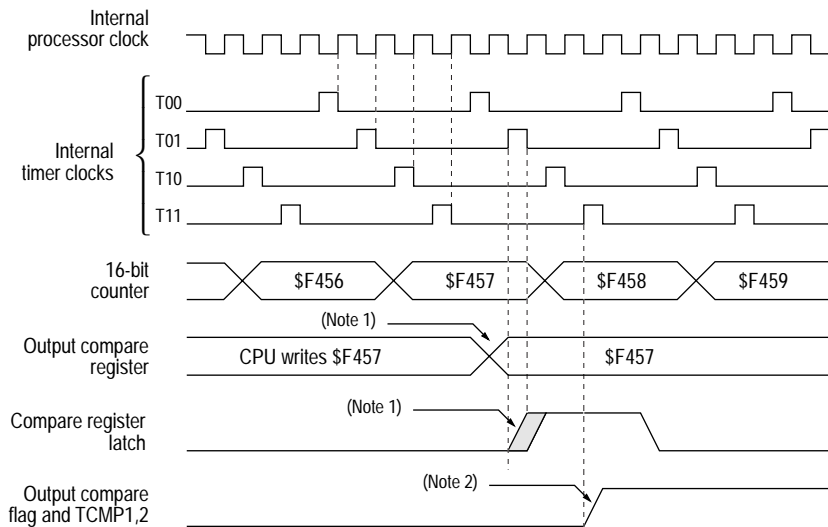 Internal
processor clock
T00
T01
Internal
timer clocks
T10
T11
16-bit
counter
$F456
$F457
$F458
$F459
(Note 1)
Output compare
register
CPU writes $F457
$F457
(Note 1)
Compare register
latch
(Note 2)
Output compare
flag and TCMP1,2